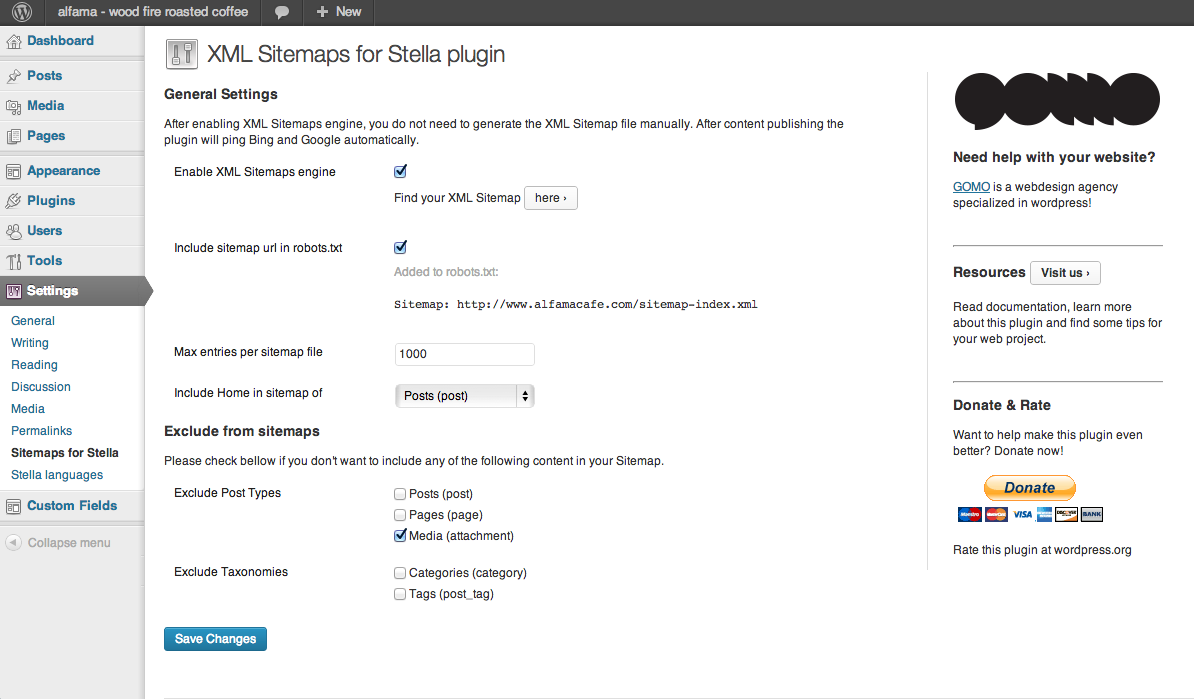 alfama - wood fire roasted coffee
+ New
Dashboard
Posts
Media
Pages
Appearance
Plugins
Users
Tools
Settings
General
Writing
Reading
Discussion
Media
Permalinks
Sitemaps for Stella
Stella languages
Custom Fields
Collapse menu
XML Sitemaps for Stella plugin
General Settings
After enabling XML Sitemaps engine, you do not need to generate the XML Sitemap file manually. After content publishing the
plugin will ping Bing and Google automatically.
Enable XML Sitemaps engine
Find your XML Sitemap here ›
Include sitemap url in robots.txt
Added to robots.txt:
Sitemap: http://www.alfamacafe.com/sitemap-index.xml
Max entries per sitemap file
1000
Include Home in sitemap of
Posts (post)
Exclude from sitemaps
Please check bellow if you don't want to include any of the following content in your Sitemap.
Exclude Post Types
Posts (post)
Pages (page)
Media (attachment)
Exclude Taxonomies
Categories (category)
Tags (post_tag)
Save Changes
Need help with your website?
GOMO is a webdesign agency
specialized in wordpress!
Resources Visit us ›
Read documentation, learn more
about this plugin and find some tips for
your web project.
Donate & Rate
Want to help make this plugin even
better? Donate now!
Donate
Maestro MasterCard VISA DISCOVER BANK
Rate this plugin at wordpress.org